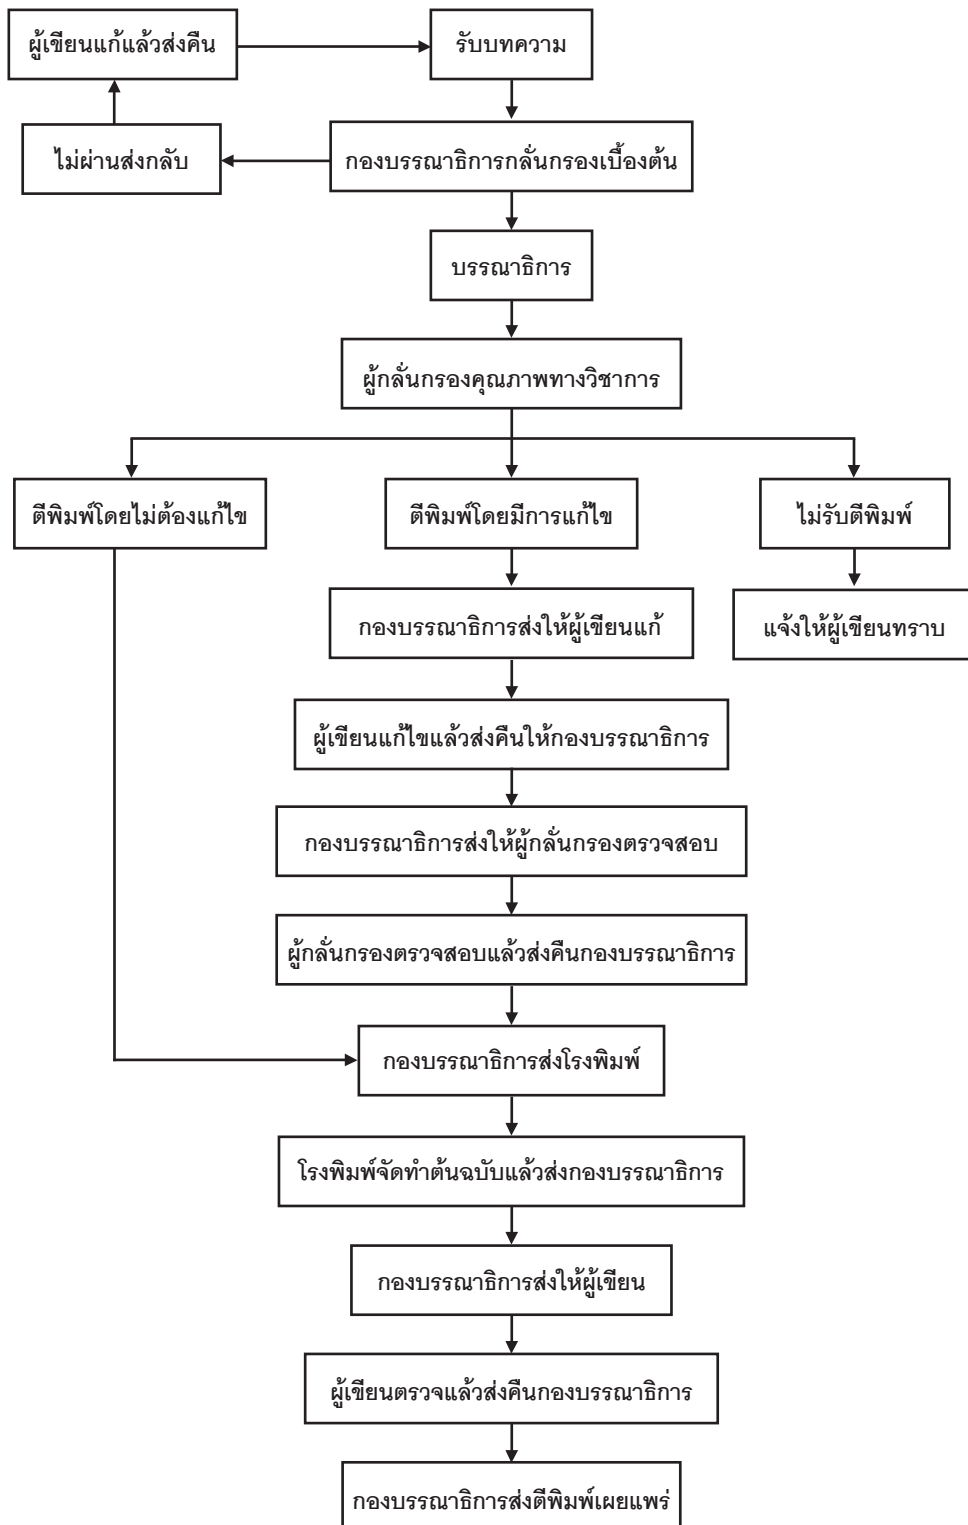 ผู้เขียนแก้แล้วส่งคืน
รับบทความ
ไม่ผ่านส่งกลับ
กองบรรณาธิการกลั่นกรองเบื้องต้น
บรรณาธิการ
ผู้กลั่นกรองคุณภาพทางวิชาการ
ตีพิมพ์โดยไม่ต้องแก้ไข
ตีพิมพ์โดยมีการแก้ไข
ไม่รับตีพิมพ์
กองบรรณาธิการส่งให้ผู้เขียนแก้
แจ้งให้ผู้เขียนทราบ
ผู้เขียนแก้ไขแล้วส่งคืนให้กองบรรณาธิการ
กองบรรณาธิการส่งให้ผู้กลั่นกรองตรวจสอบ
ผู้กลั่นกรองตรวจสอบแล้วส่งคืนกองบรรณาธิการ
กองบรรณาธิการส่งโรงพิมพ์
โรงพิมพ์จัดทำต้นฉบับแล้วส่งกองบรรณาธิการ
กองบรรณาธิการส่งให้ผู้เขียน
ผู้เขียนตรวจแล้วส่งคืนกองบรรณาธิการ
กองบรรณาธิการส่งตีพิมพ์เผยแพร่